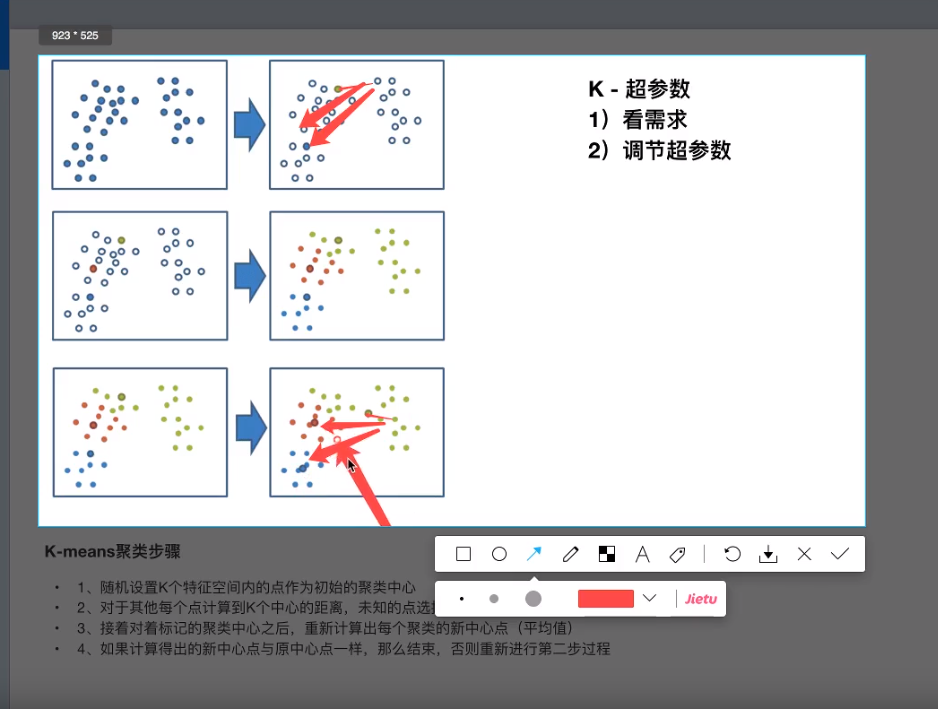 923 * 525
K - 超参数
1）看需求
2）调节超参数
K-means聚类步骤
• 1、随机设置K个特征空间内的点作为初始的聚类中心
• 2、对于其他每个点计算到K个中心的距离，未知的点选
• 3、接着对着标记的聚类中心之后，重新计算出每个聚类的新中心点（平均值）
• 4、如果计算得出的新中心点与原中心点一样，那么结束，否则重新进行第二步过程
A
Jietu